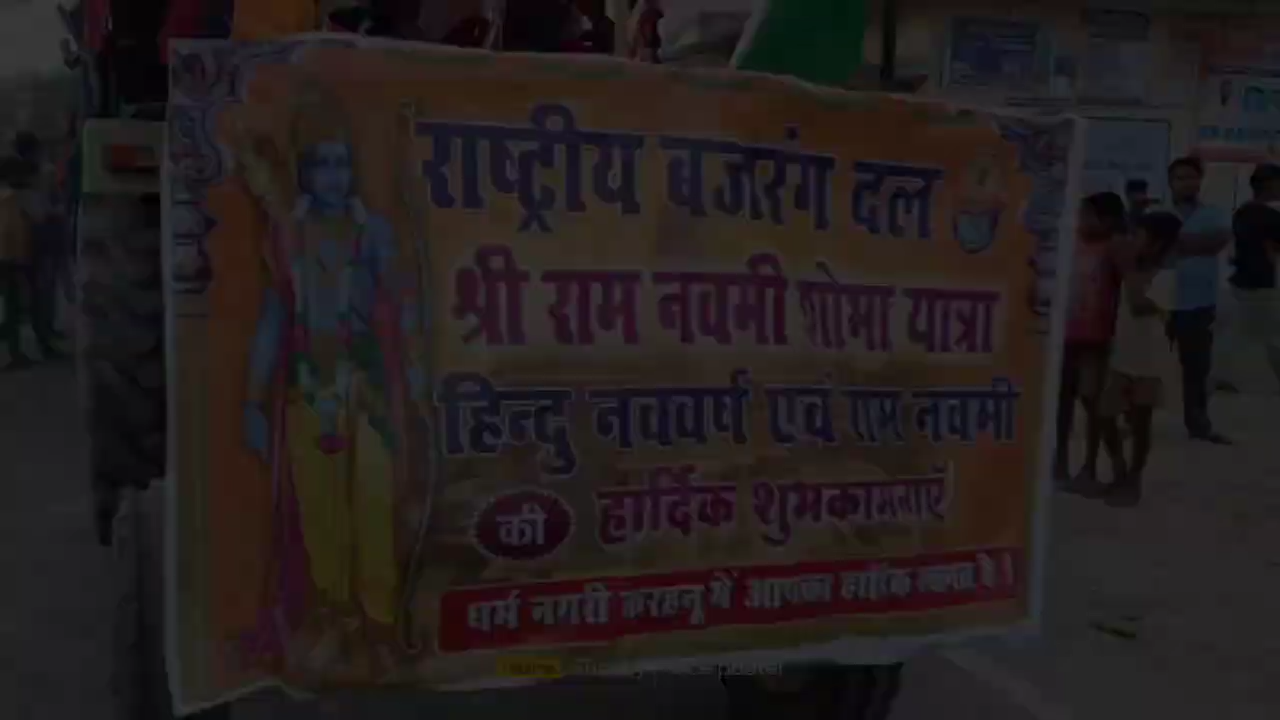 राष्ट्रीय बजरंग दल
श्री राम नवमी शोभा यात्रा
हिन्दु नववर्ष एवं राम नवमी
की हार्दिक शुभकामनाएँ
धर्म नगरी करहनू में आपका हार्दिक स्वागत है।